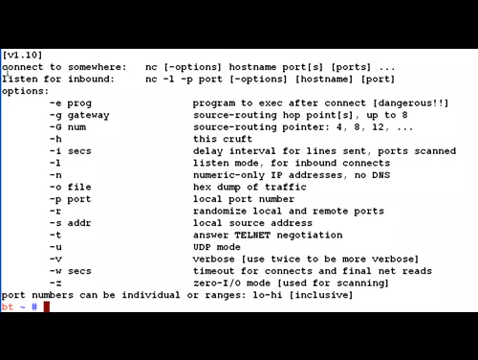 [v1.10]
connect to somewhere: nc [-options] hostname port[s] [ports] ...
listen for inbound: nc -l -p port [-options] [hostname] [port]
options:
-e prog program to exec after connect [dangerous!!]
-g gateway source-routing hop point[s], up to 8
-G num source-routing pointer: 4, 8, 12, ...
-h this cruft
-i secs delay interval for lines sent, ports scanned
-l listen mode, for inbound connects
-n numeric-only IP addresses, no DNS
-o file hex dump of traffic
-p port local port number
-r randomize local and remote ports
-s addr local source address
-t answer TELNET negotiation
-u UDP mode
-v verbose [use twice to be more verbose]
-w secs timeout for connects and final net reads
-z zero-I/O mode [used for scanning]
port numbers can be individual or ranges: lo-hi [inclusive]
bt ~ #